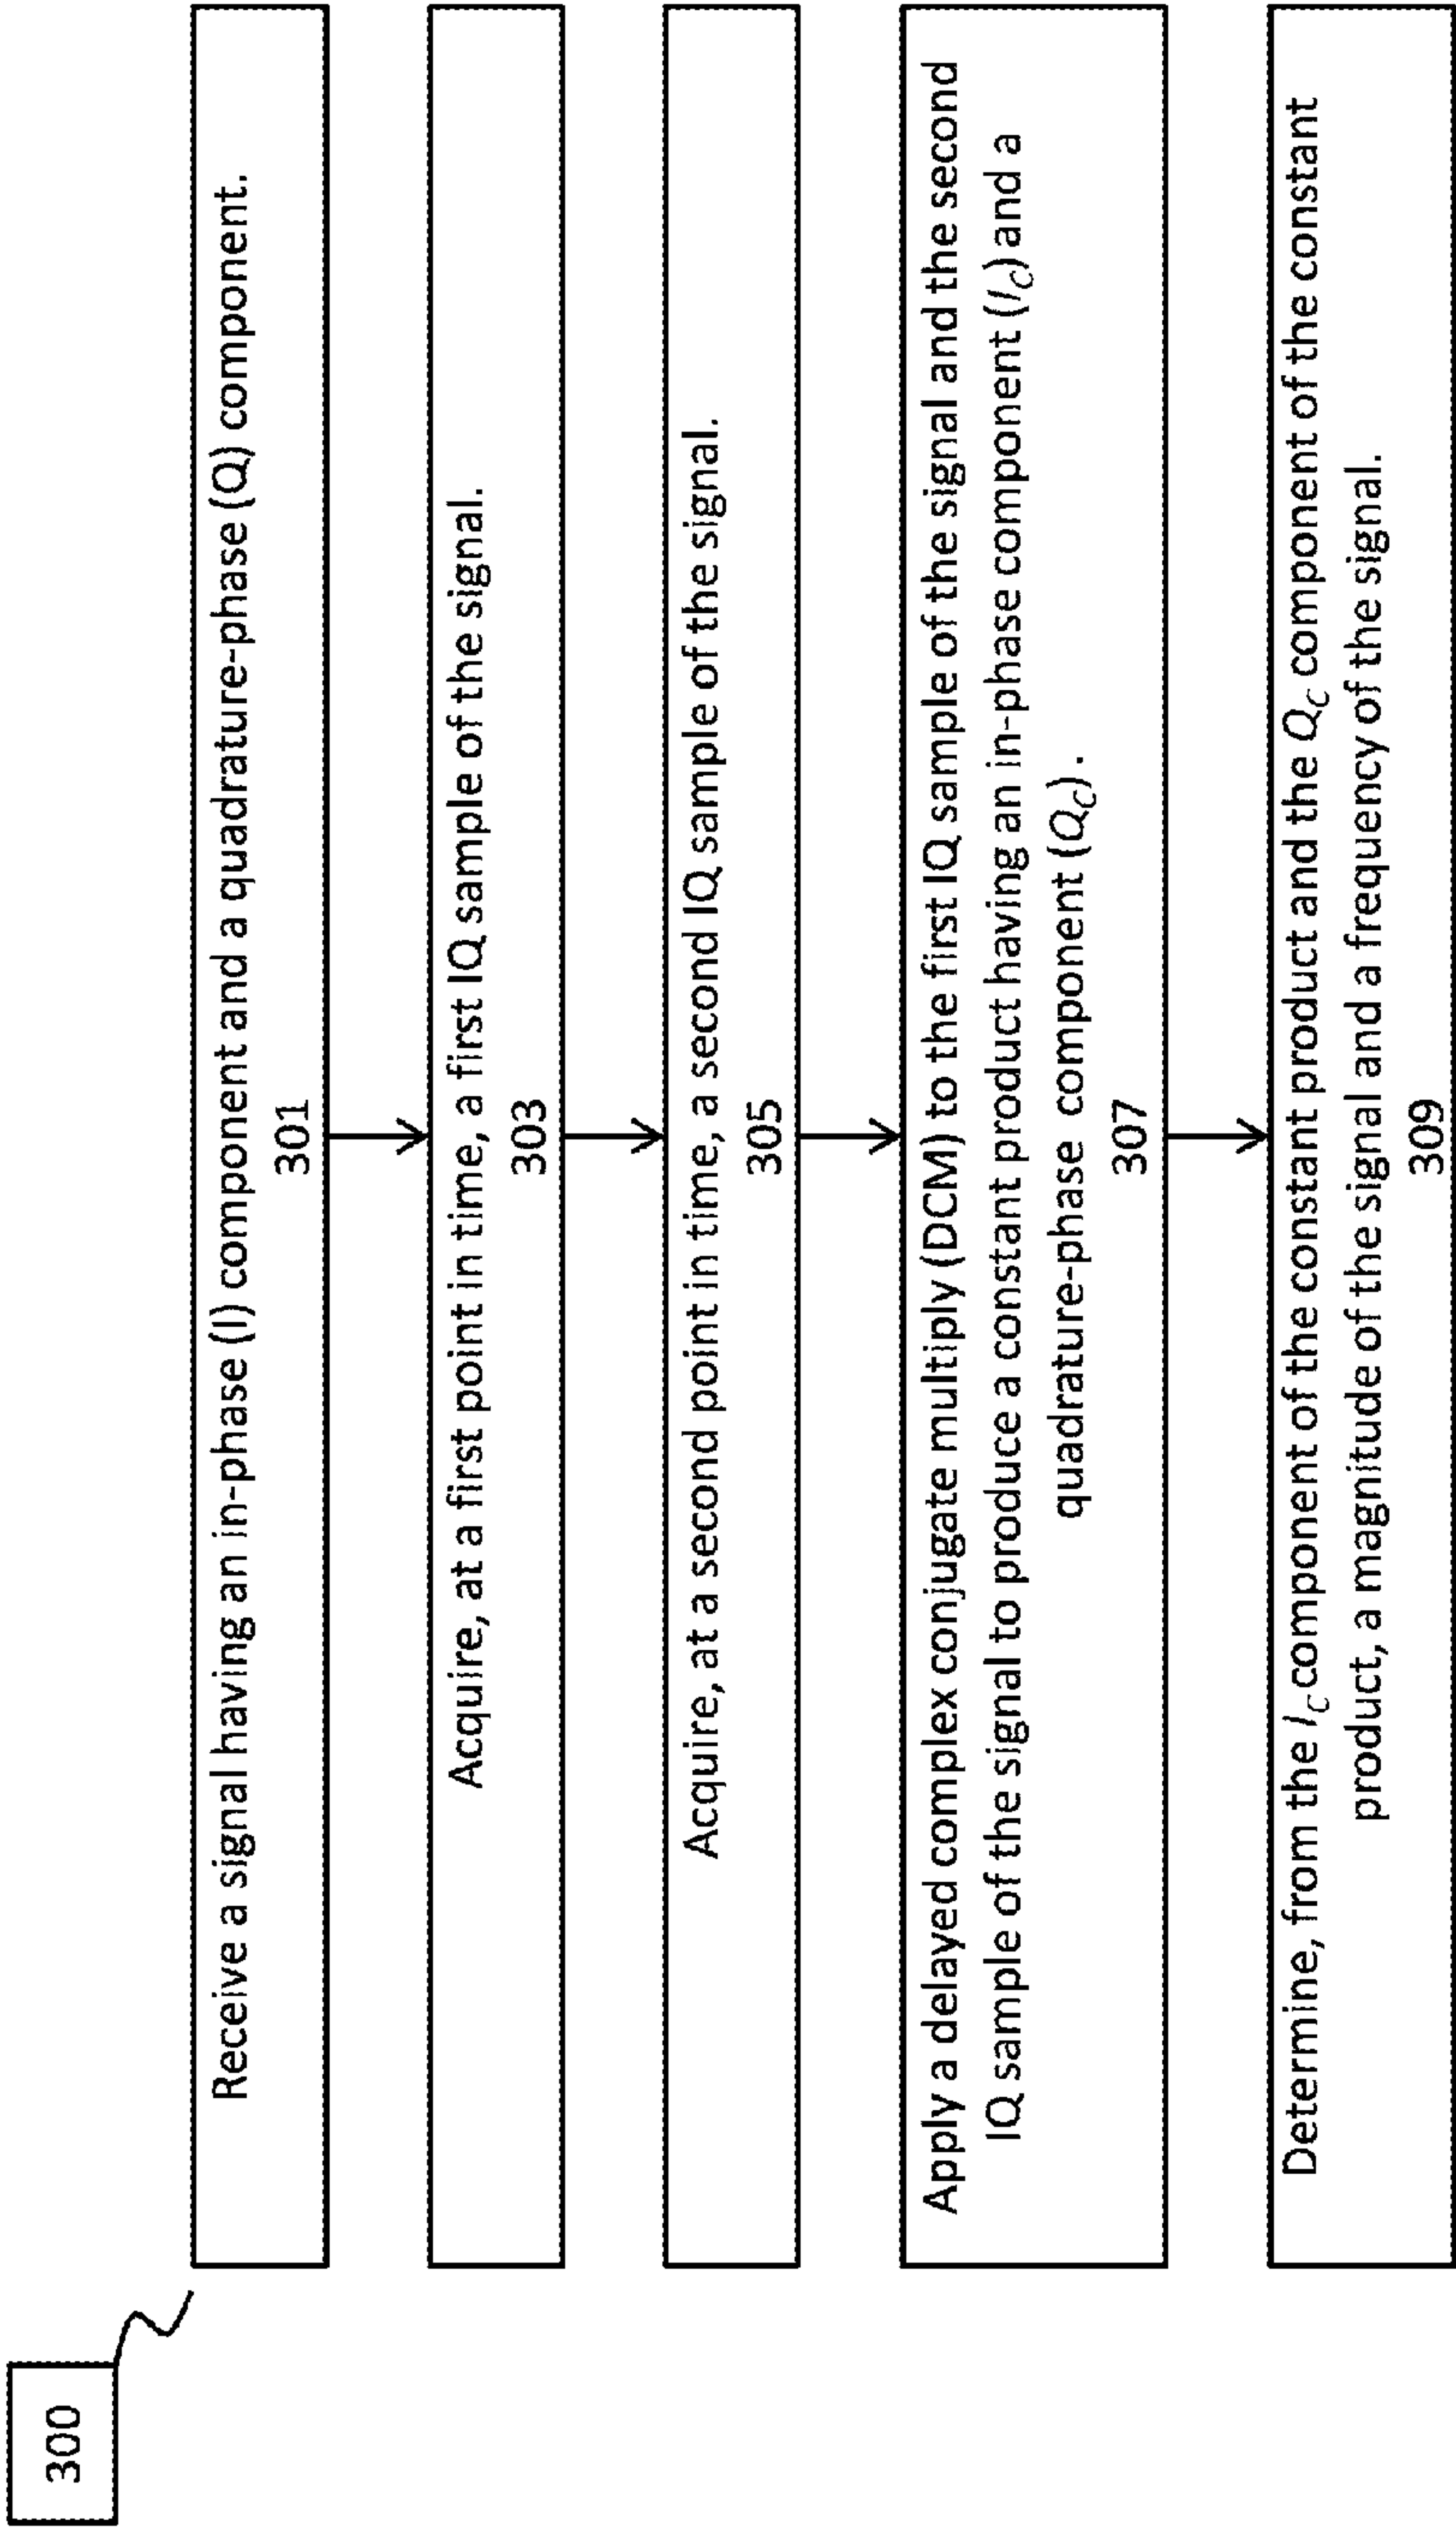 300
Receive a signal having an in-phase (I) component and a quadrature-phase (Q) component.
301
Acquire, at a first point in time, a first IQ sample of the signal.
303
Acquire, at a second point in time, a second IQ sample of the signal.
305
Apply a delayed complex conjugate multiply (DCM) to the first IQ sample of the signal and the second
IQ sample of the signal to produce a constant product having an in-phase component (I_C) and a
quadrature-phase component (Q_C).
307
Determine, from the I_C component of the constant product and the Q_C component of the constant
product, a magnitude of the signal and a frequency of the signal.
309